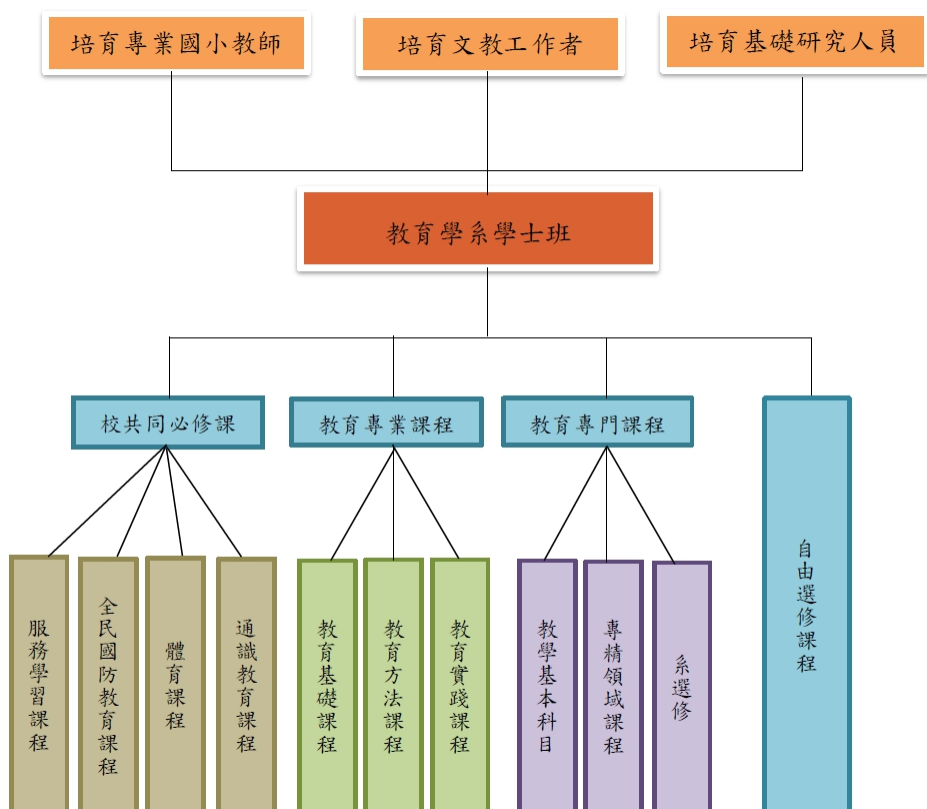 培育專業國小教師
培育文教工作者
培育基礎研究人員
教育學系學士班
校共同必修課
教育專業課程
教育專門課程
自由選修課程
服務學習課程
全民國防教育課程
體育課程
通識教育課程
教育基礎課程
教育方法課程
教育實踐課程
教學基本科目
專精領域課程
系選修